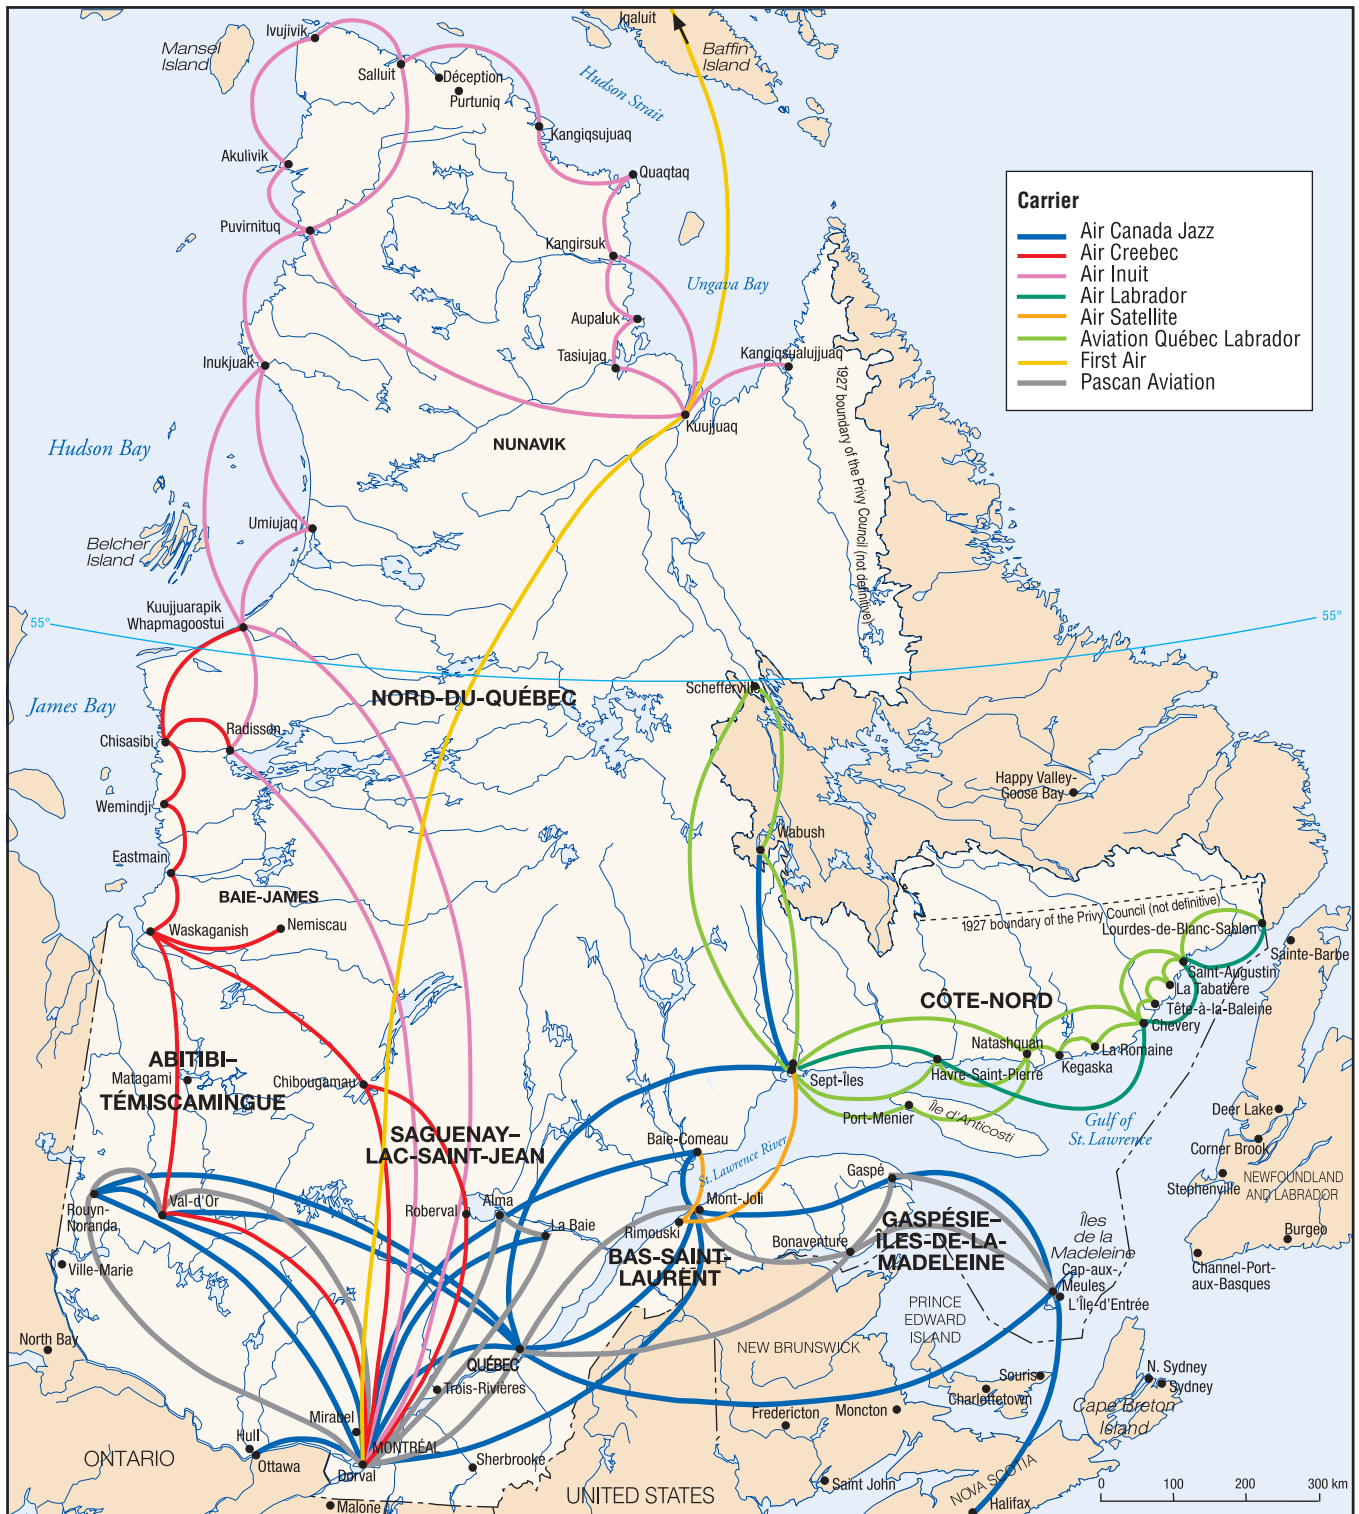 Iqaluit
Ivujivik
Mansel
Island
Baffin
Island
Salluit
Déception
Purtuniq
Hudson Strait
Kangiqsujuaq
Akulivik
Quaqtaq
Carrier
Air Canada Jazz
Air Creebec
Air Inuit
Air Labrador
Air Satellite
Aviation Québec Labrador
First Air
Pascan Aviation
Puvirnituq
Kangirsuk
Ungava Bay
Aupaluk
Tasiujaq
Kangiqsualujjuaq
Inukjuak
1927 boundary of the Privy Council (not definitive)
Kuujjuaq
NUNAVIK
Hudson Bay
Umiujaq
Belcher
Island
Kuujjuarapik
Whapmagoostui
55°
55°
Schefferville
NORD-DU-QUÉBEC
James Bay
Radisson
Chisasibi
Happy Valley-
Goose Bay
Wemindji
Wabush
Eastmain
BAIE-JAMES
1927 boundary of the Privy Council (not definitive)
Waskaganish
Nemiscau
Lourdes-de-Blanc-Sablon
Sainte-Barbe
Saint-Augustin
La Tabatière
Tête-à-la-Baleine
CÔTE-NORD
Chevery
Natashquan
La Romaine
Kegaska
ABITIBI–
TÉMISCAMINGUE
Matagami
Chibougamau
Sept-Îles
Havre-Saint-Pierre
Port-Menier
Île d'Anticosti
Gulf of
St. Lawrence
Deer Lake
Corner Brook
SAGUENAY–
LAC-SAINT-JEAN
Baie-Comeau
St. Lawrence River
Gaspé
Stephenville
NEWFOUNDLAND
AND LABRADOR
Rouyn-
Noranda
Val-d'Or
Roberval
Alma
La Baie
Mont-Joli
Rimouski
BAS-SAINT-
LAURENT
Bonaventure
GASPÉSIE–
ÎLES-DE-LA-
MADELEINE
Îles
de la
Madeleine
Cap-aux-
Meules
L'Île-d'Entrée
Burgeo
Channel-Port-
aux-Basques
Ville-Marie
PRINCE
EDWARD
ISLAND
North Bay
QUÉBEC
NEW BRUNSWICK
Trois-Rivières
Souris
Charlottetown
N. Sydney
Sydney
Cape Breton
Island
Mirabel
Fredericton
Moncton
Hull
Ottawa
MONTRÉAL
Dorval
Sherbrooke
ONTARIO
Malone
UNITED STATES
Saint John
NOVA SCOTIA
Halifax
0 100 200 300 km